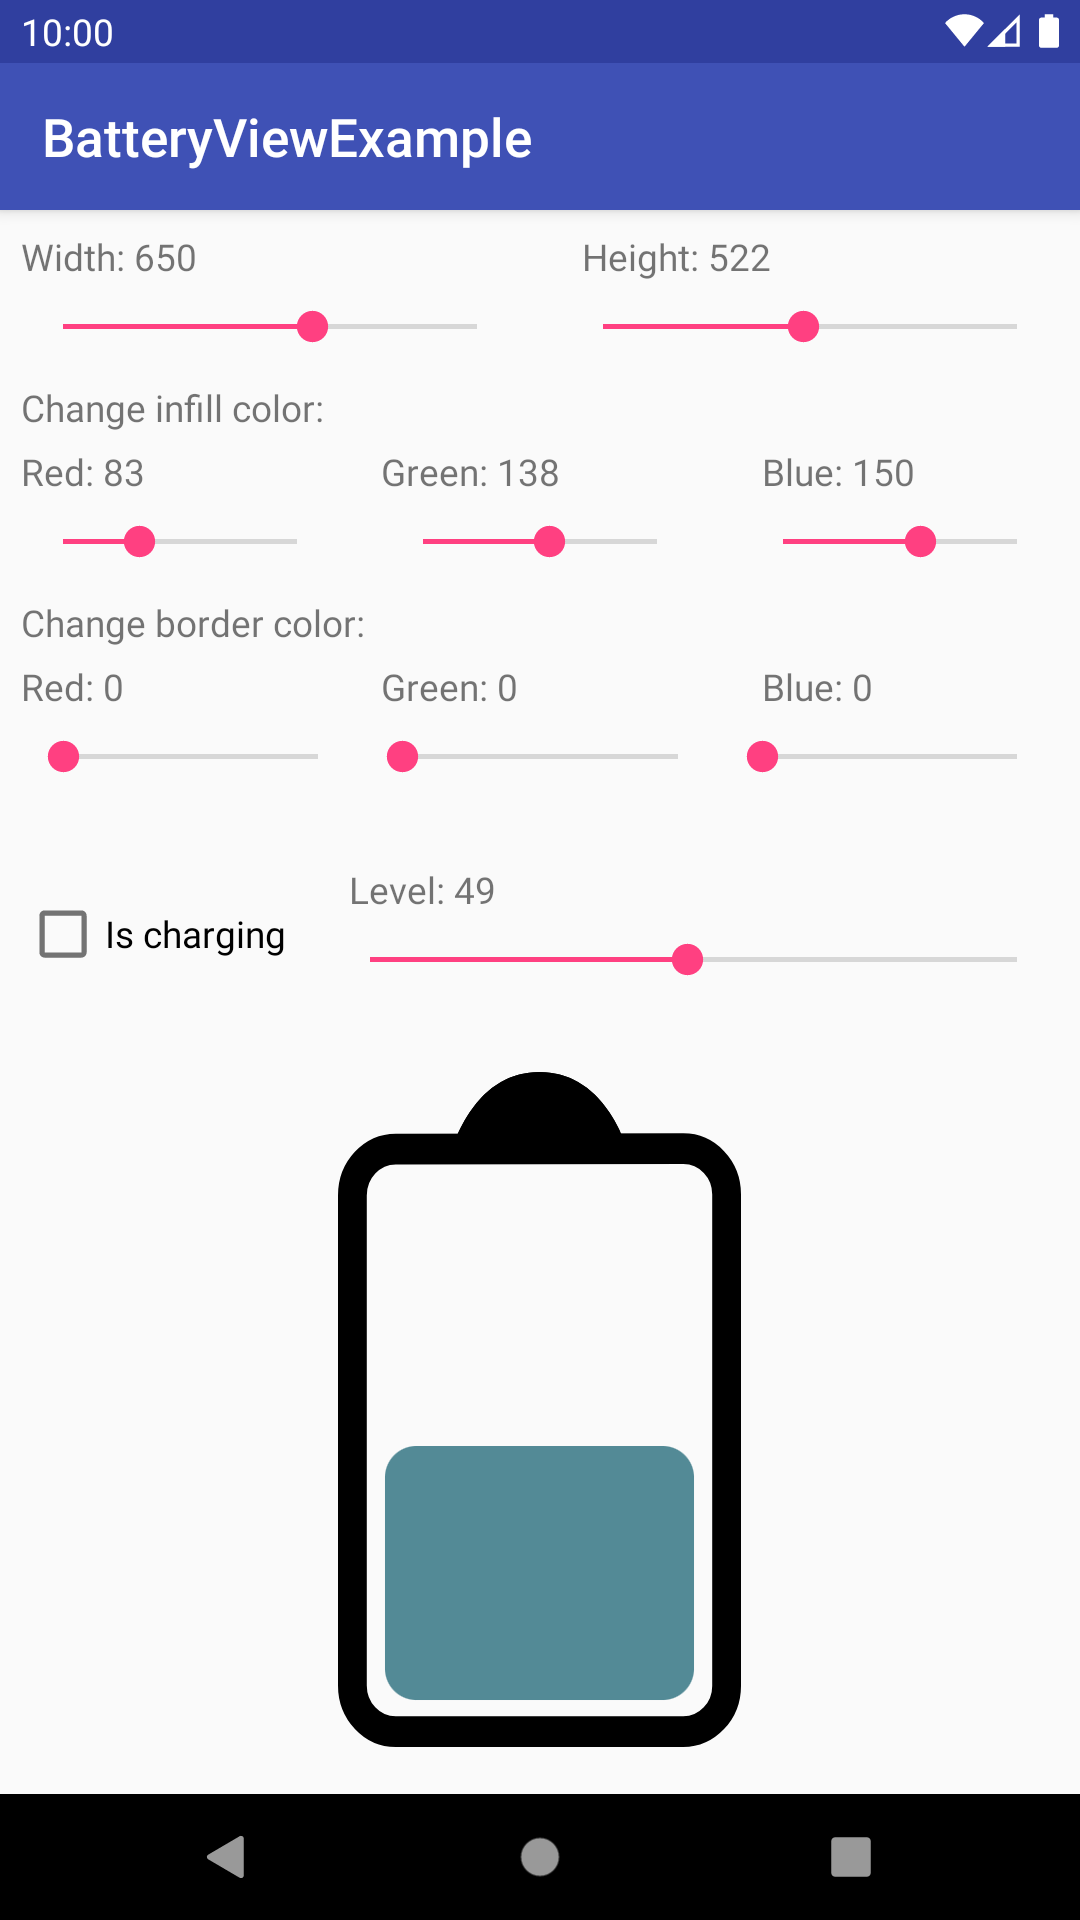 10:00
BatteryViewExample
Width: 650
Height: 522
Change infill color:
Red: 83
Green: 138
Blue: 150
Change border color:
Red: 0
Green: 0
Blue: 0
Level: 49
Is charging